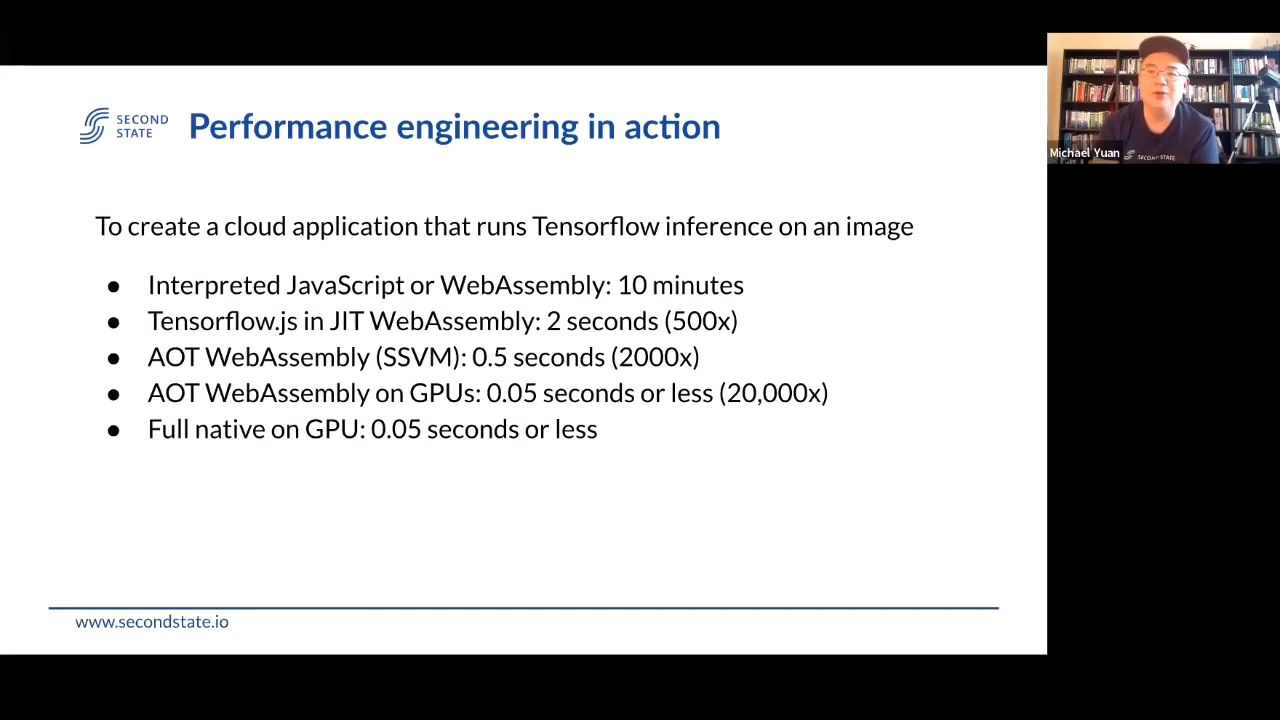 SECOND
STATE
Performance engineering in action
To create a cloud application that runs Tensorflow inference on an image
● Interpreted JavaScript or WebAssembly: 10 minutes
● Tensorflow.js in JIT WebAssembly: 2 seconds (500x)
● AOT WebAssembly (SSVM): 0.5 seconds (2000x)
● AOT WebAssembly on GPUs: 0.05 seconds or less (20,000x)
● Full native on GPU: 0.05 seconds or less
www.secondstate.io
Michael Yuan
SECOND STATE